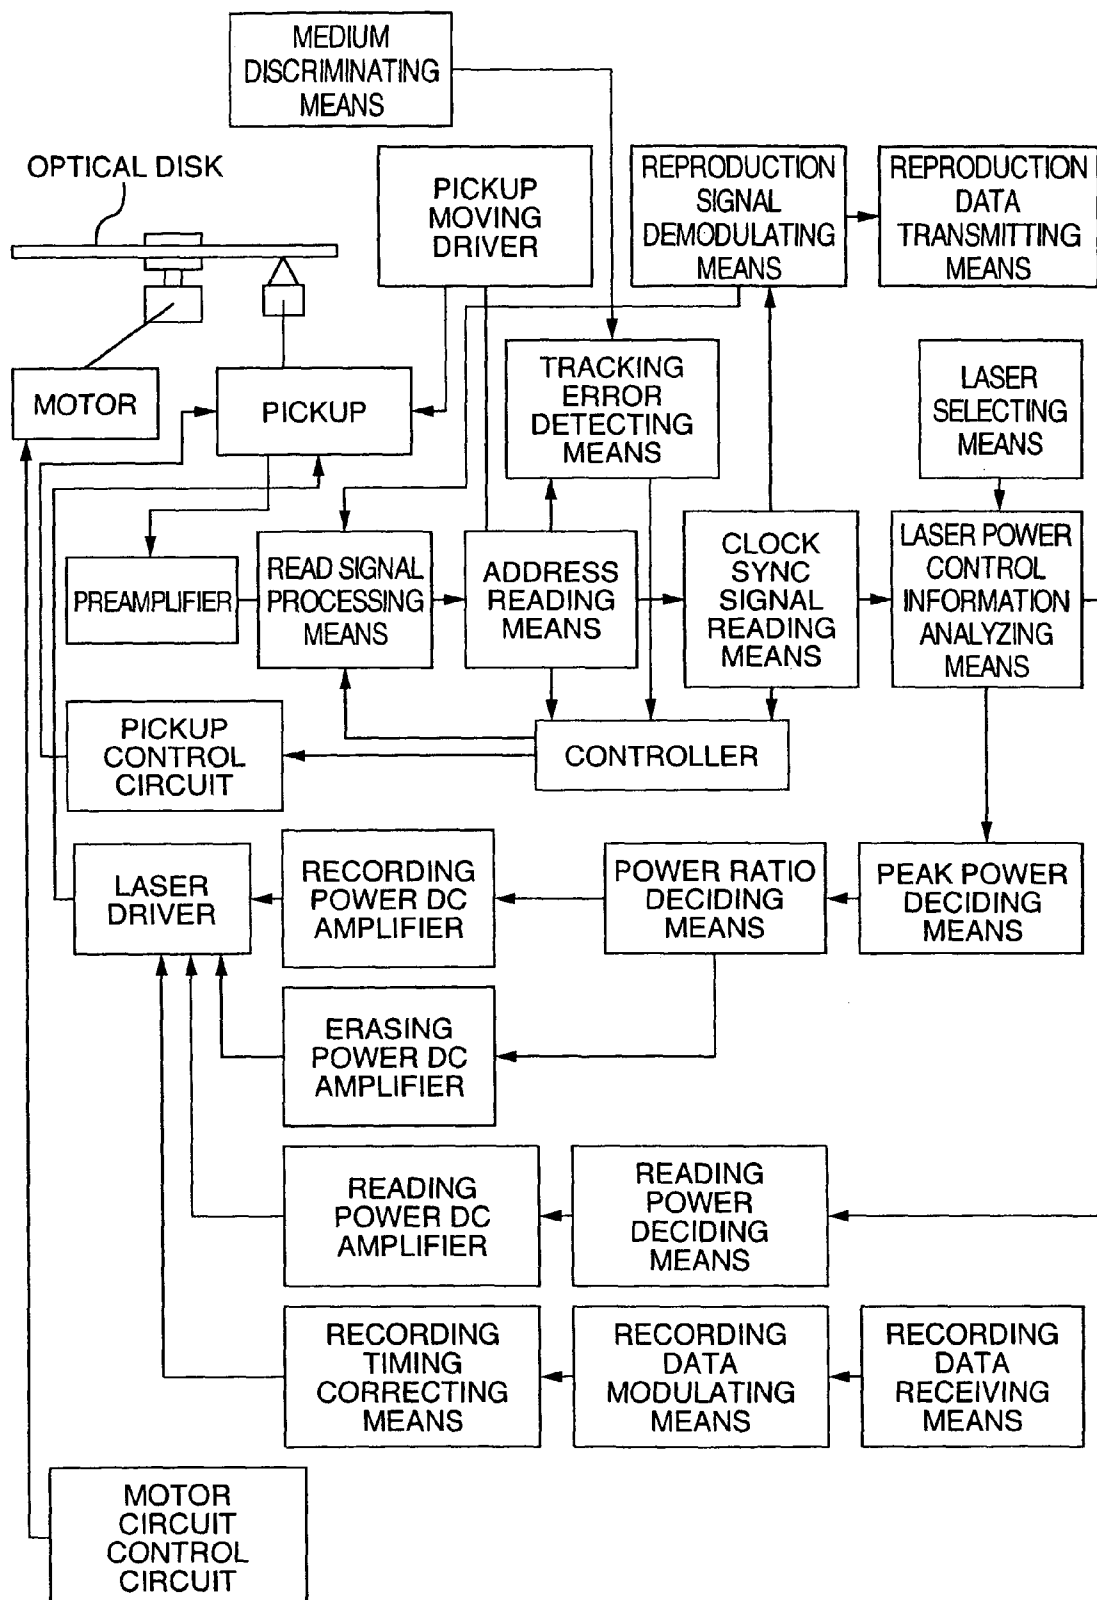 MEDIUM
DISCRIMINATING
MEANS
OPTICAL DISK
PICKUP
MOVING
DRIVER
REPRODUCTION
SIGNAL
DEMODULATING
MEANS
REPRODUCTION
DATA
TRANSMITTING
MEANS
MOTOR
PICKUP
TRACKING
ERROR
DETECTING
MEANS
LASER
SELECTING
MEANS
PREAMPLIFIER
READ SIGNAL
PROCESSING
MEANS
ADDRESS
READING
MEANS
CLOCK
SYNC
SIGNAL
READING
MEANS
LASER POWER
CONTROL
INFORMATION
ANALYZING
MEANS
PICKUP
CONTROL
CIRCUIT
CONTROLLER
LASER
DRIVER
RECORDING
POWER DC
AMPLIFIER
POWER RATIO
DECIDING
MEANS
PEAK POWER
DECIDING
MEANS
ERASING
POWER DC
AMPLIFIER
READING
POWER DC
AMPLIFIER
READING
POWER
DECIDING
MEANS
RECORDING
TIMING
CORRECTING
MEANS
RECORDING
DATA
MODULATING
MEANS
RECORDING
DATA
RECEIVING
MEANS
MOTOR
CIRCUIT
CONTROL
CIRCUIT